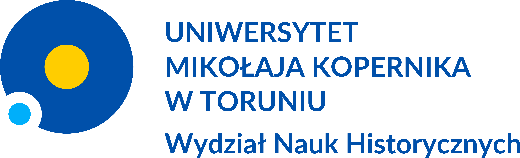 UNIWERSYTET
MIKOŁAJA KOPERNIKA
W TORUNIU
Wydział Nauk Historycznych